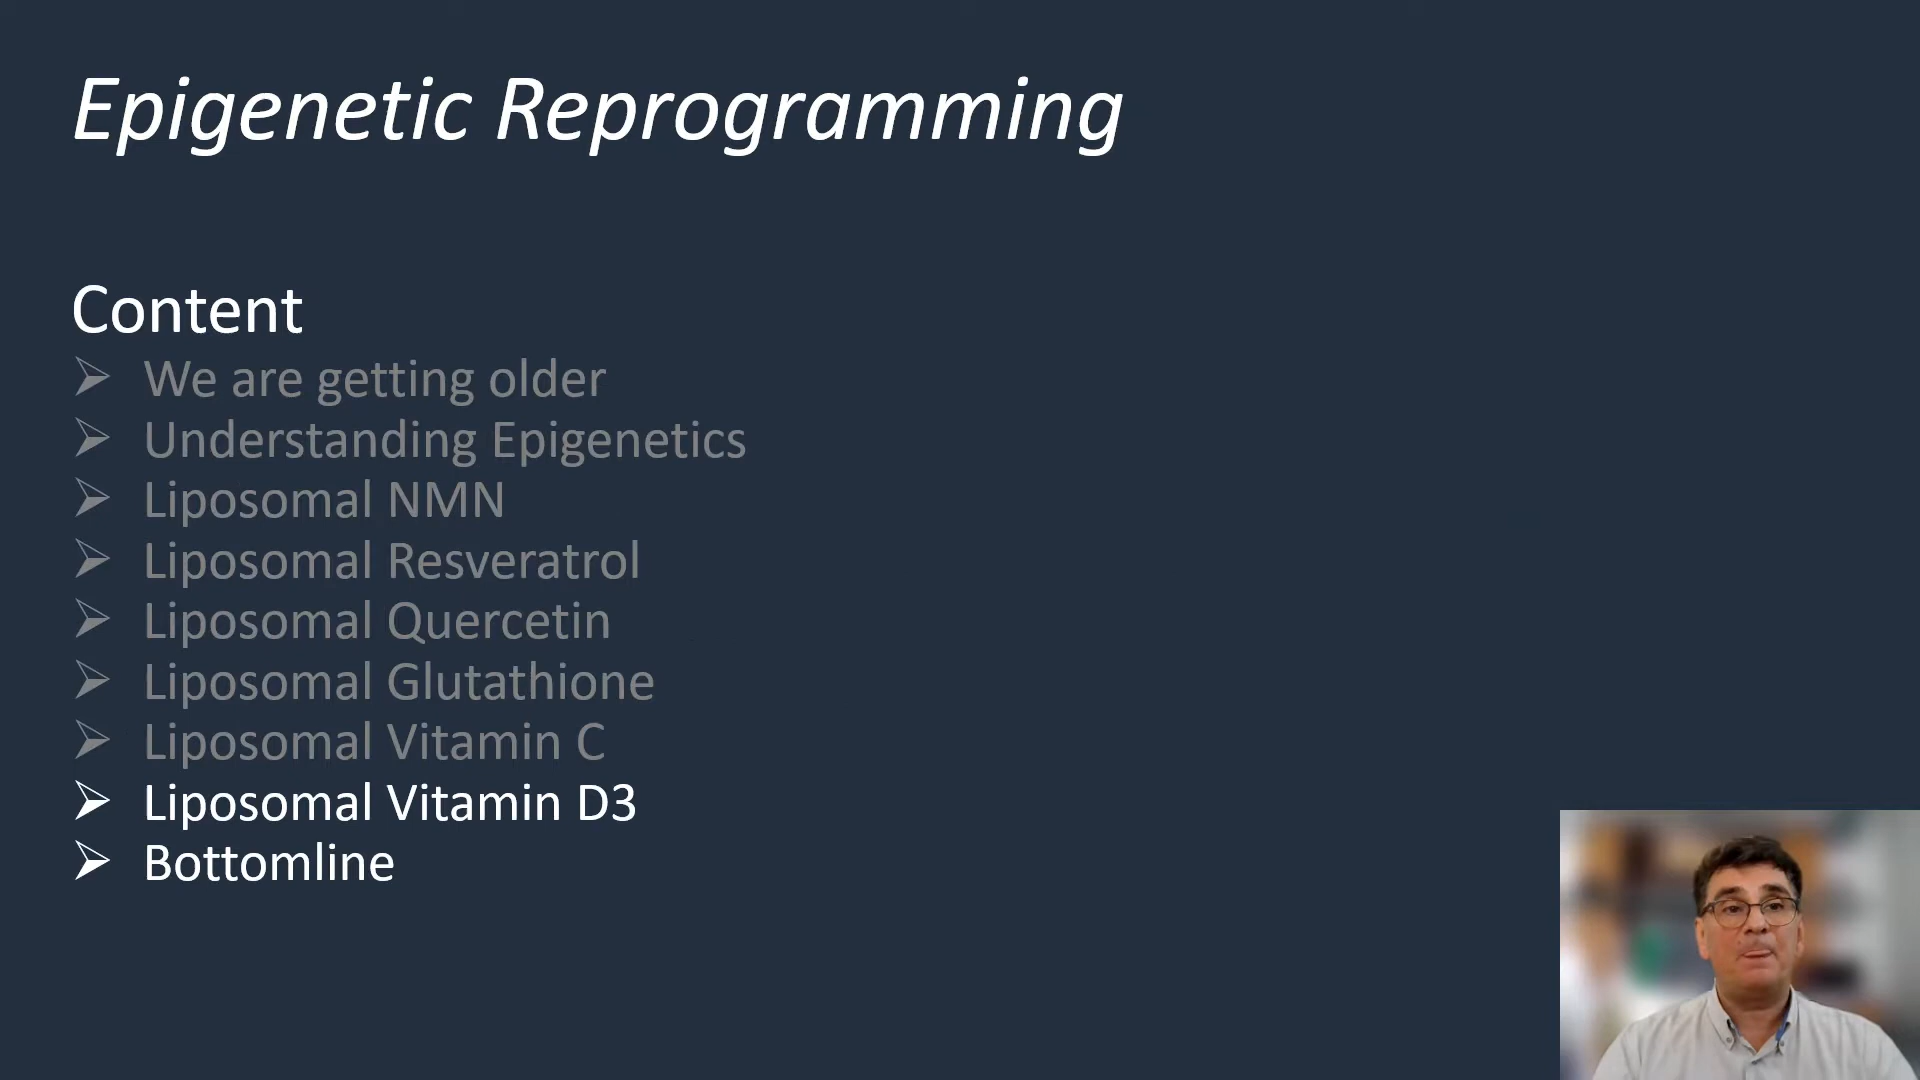 Epigenetic Reprogramming
Content
➢ We are getting older
➢ Understanding Epigenetics
➢ Liposomal NMN
➢ Liposomal Resveratrol
➢ Liposomal Quercetin
➢ Liposomal Glutathione
➢ Liposomal Vitamin C
➢ Liposomal Vitamin D3
➢ Bottomline